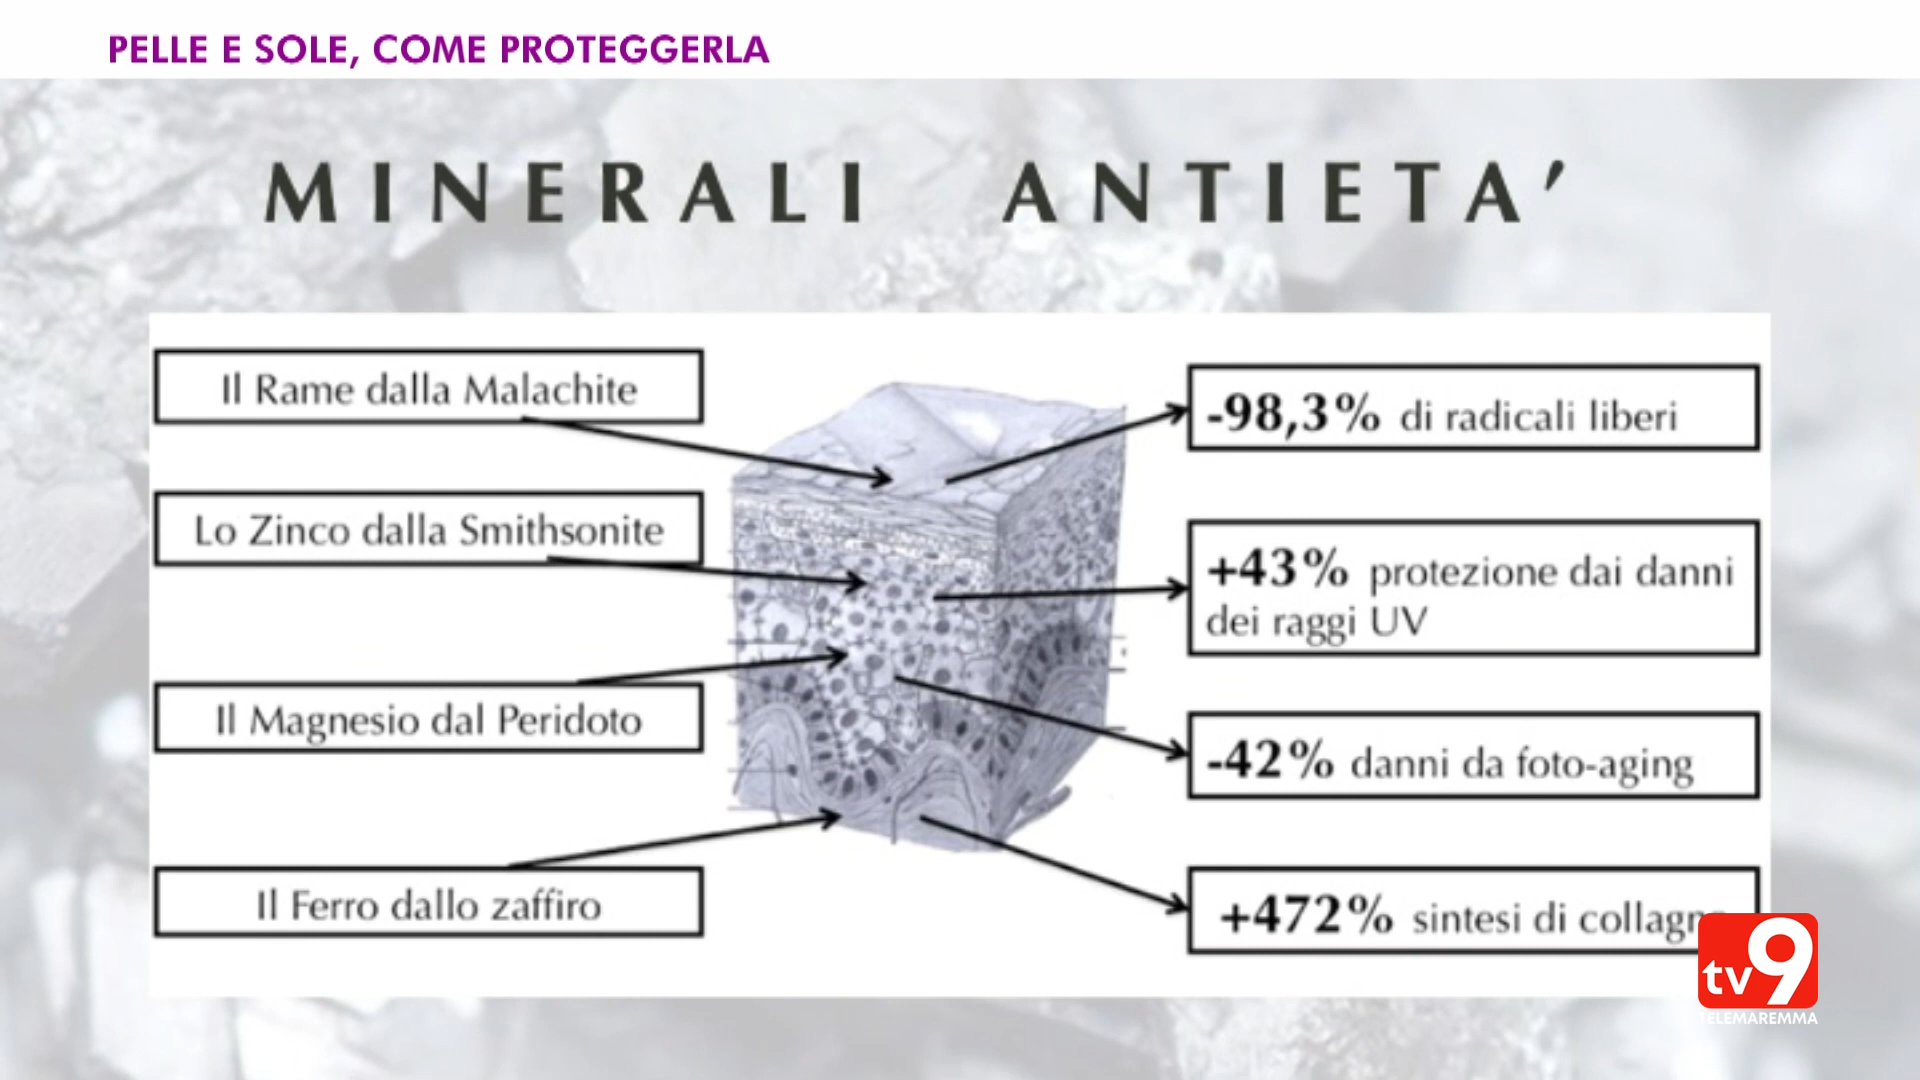 PELLE E SOLE, COME PROTEGGERLA
MINERALI ANTIETA'
Il Rame dalla Malachite
Lo Zinco dalla Smithsonite
Il Magnesio dal Peridoto
Il Ferro dallo zaffiro
-98,3% di radicali liberi
+43% protezione dai danni
dei raggi UV
-42% danni da foto-aging
+472% sintesi di
tv9
TELEMAREMMA